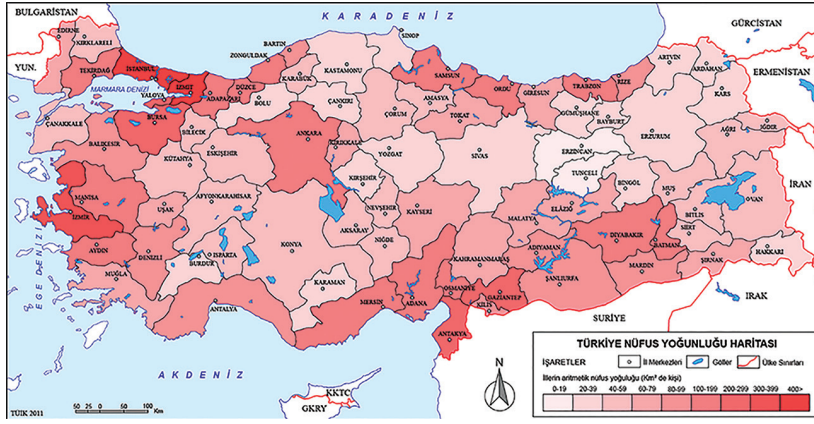 BULGARİSTAN
KARADENİZ
GÜRCİSTAN
YUN.
ERMENİSTAN
İRAN
MARMARA DENİZİ
EGE DENİZİ
AKDENİZ
EDİRNE
KIRKLARELİ
TEKİRDAĞ
İSTANBUL
YALOVA
İZMİT
ADAPAZARI
DÜZCE
ZONGULDAK
BARTIN
KARABÜK
KASTAMONU
SİNOP
SAMSUN
ORDU
GİRESUN
TRABZON
RİZE
ARTVİN
ARDAHAN
KARS
ÇANAKKALE
BALIKESİR
BURSA
BİLECİK
BOLU
ÇANKIRI
ÇORUM
AMASYA
TOKAT
GÜMÜŞHANE
BAYBURT
ERZURUM
AĞRI
IĞDIR
KÜTAHYA
ESKİŞEHİR
ANKARA
KIRIKKALE
YOZGAT
SİVAS
ERZİNCAN
TUNCELİ
BİNGÖL
MUŞ
VAN
MANİSA
İZMİR
UŞAK
AFYONKARAHİSAR
KIRŞEHİR
NEVŞEHİR
KAYSERİ
MALATYA
ELAZIĞ
DİYABAKIR
BATMAN
BİTLİS
SİİRT
HAKKARİ
AYDIN
DENİZLİ
BURDUR
ISPARTA
KONYA
AKSARAY
NİĞDE
KAHRAMANMARAŞ
ADIYAMAN
ŞANLIURFA
MARDİN
ŞIRNAK
MUĞLA
ANTALYA
KARAMAN
MERSİN
ADANA
OSMANİYE
GAZİANTEP
KİLİS
ANTAKYA
IRAK
SURİYE
KKTC
GKRY
N
TÜİK 2011
50 25 0 50 100
Km
TÜRKİYE NÜFUS YOĞUNLUĞU HARİTASI
İŞARETLER
İl Merkezleri
Göller
Ülke Sınırları
İllerin aritmetik nüfus yoğuluğu (Km² de kişi)
0-19 20-39 40-59 60-79 80-99 100-199 200-299 300-399 400>